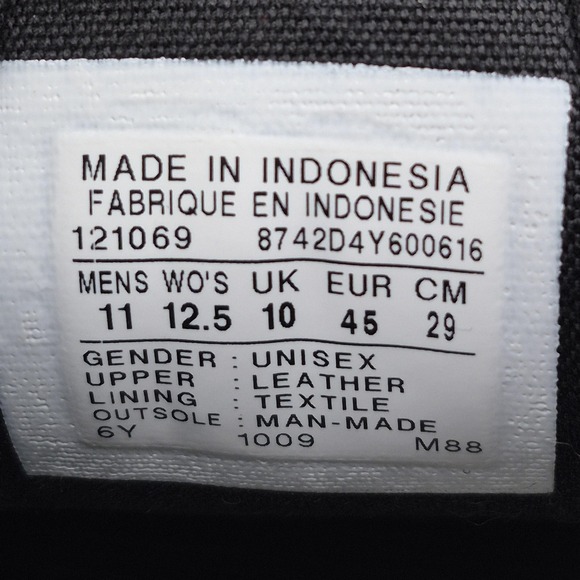 MADE IN INDONESIA
FABRIQUE EN INDONESIE
121069 8742D4Y600616
MENS WO'S UK EUR CM
11 12.5 10 45 29
GENDER : UNISEX
UPPER : LEATHER
LINING : TEXTILE
OUTSOLE : MAN-MADE
6Y 1009 M88